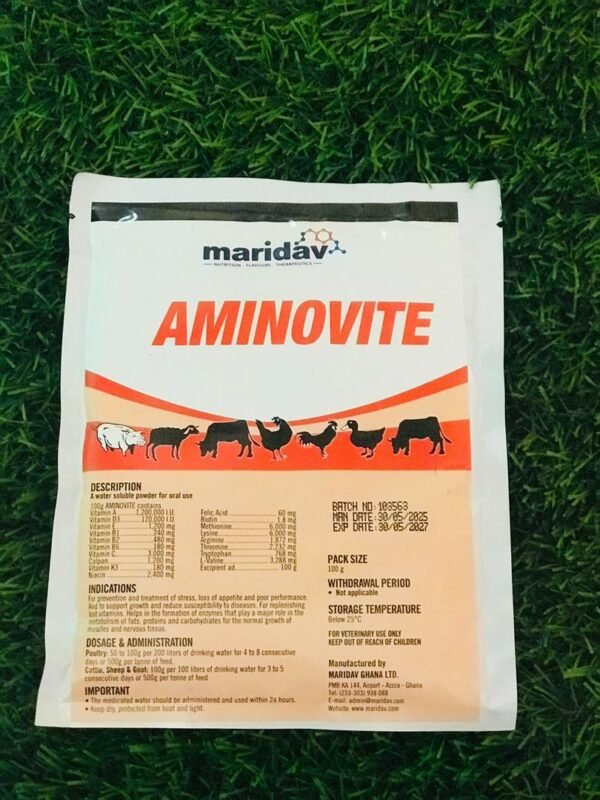 maridav
NUTRITION FLAVOURS THERAPEUTICS
AMINOVITE
DESCRIPTION
A water soluble powder for oral use
100g AMINOVITE contains
Vitamin A 1,200,000 I.U.
Vitamin D3 120,000 I.U.
Vitamin E 1,200 mg
Vitamin B1 240 mg
Vitamin B2 480 mg
Vitamin B6 180 mg
Vitamin C 3,000 mg
Calpan 1,200 mg
Vitamin K3 180 mg
Niacin 2,400 mg
Folic Acid 60 mg
Biotin 1.8 mg
Methionine 6,000 mg
Lysine 6,000 mg
Arginine 1,872 mg
Threonine 2,232 mg
Tryptophan 768 mg
L-Valine 3,288 mg
Excipient ad 100 g
INDICATIONS
For prevention and treatment of stress, loss of appetite and poor performance.
And to support growth and reduce susceptibility to diseases. For replenishing
lost vitamins. Helps in the formation of enzymes that play a major role in the
metabolism of fats, proteins and carbohydrates for the normal growth of
muscles and nervous tissue.
DOSAGE & ADMINISTRATION
Poultry: 50 to 100g per 200 liters of drinking water for 4 to 8 consecutive
days or 500g per tonne of feed.
Cattle, Sheep & Goat: 100g per 100 liters of drinking water for 3 to 5
consecutive days or 500g per tonne of feed
IMPORTANT
• The medicated water should be administered and used within 24 hours.
• Keep dry, protected from heat and light.
BATCH NO: 103563
MAN DATE: 30/05/2025
EXP DATE: 30/05/2027
PACK SIZE
100 g
WITHDRAWAL PERIOD
• Not applicable
STORAGE TEMPERATURE
Below 25°C
FOR VETERINARY USE ONLY
KEEP OUT OF REACH OF CHILDREN
Manufactured by
MARIDAV GHANA LTD.
PMB KA 144, Airport - Accra - Ghana
Tel: (233-303) 938 088
E-mail: admin@maridav.com
Website: www.maridav.com